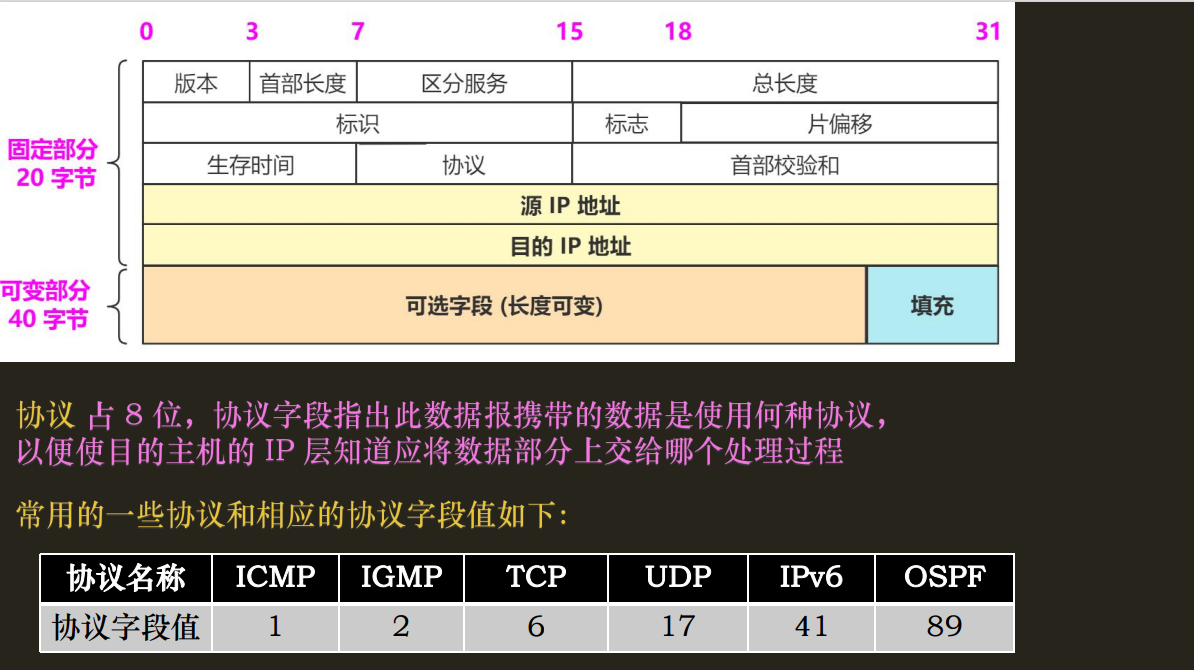 0 3 7 15 18 31
版本 首部长度 区分服务 总长度
标识 标志 片偏移
固定部分
20 字节
生存时间 协议 首部校验和
源 IP 地址
目的 IP 地址
可变部分
40 字节
可选字段 (长度可变) 填充
协议 占 8 位，协议字段指出此数据报携带的数据是使用何种协议，
以便使目的主机的 IP 层知道应将数据部分上交给哪个处理过程
常用的一些协议和相应的协议字段值如下：
协议名称 ICMP IGMP TCP UDP IPv6 OSPF
协议字段值 1 2 6 17 41 89